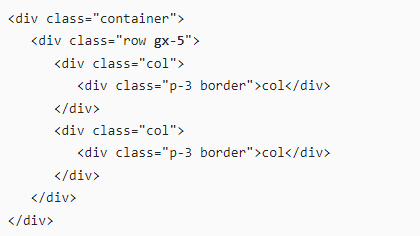 <div class="container">
   <div class="row gx-5">
      <div class="col">
         <div class="p-3 border">col</div>
      </div>
      <div class="col">
         <div class="p-3 border">col</div>
      </div>
   </div>
</div>